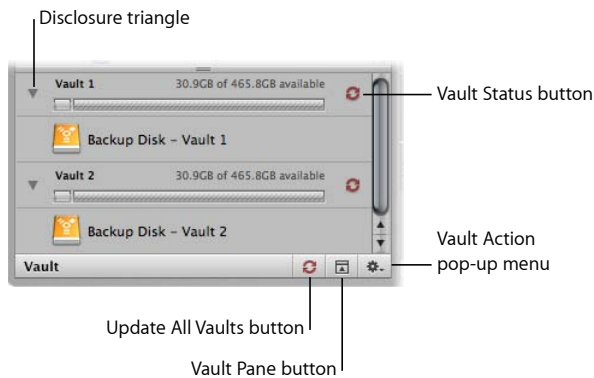 Disclosure triangle
Vault 1 30.9GB of 465.8GB available
Vault Status button
Backup Disk – Vault 1
Vault 2 30.9GB of 465.8GB available
Backup Disk – Vault 2
Vault
Vault Action
pop-up menu
Update All Vaults button
Vault Pane button